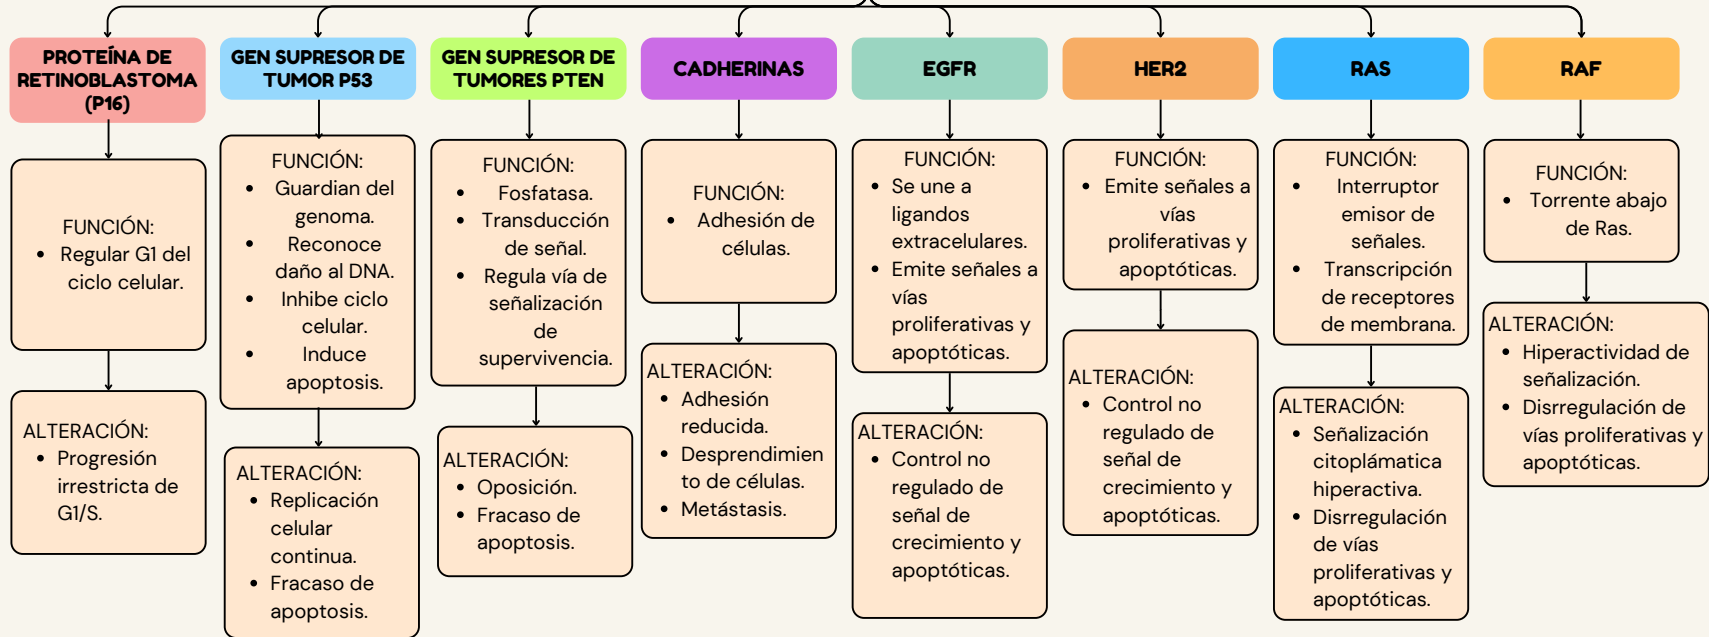 PROTEÍNA DE
RETINOBLASTOMA
(P16)
FUNCIÓN:
• Regular G1 del
ciclo celular.
ALTERACIÓN:
• Progresión
irrestricta de
G1/S.
GEN SUPRESOR DE
TUMOR P53
FUNCIÓN:
• Guardian del
genoma.
• Reconoce
daño al DNA.
• Inhibe ciclo
celular.
• Induce
apoptosis.
ALTERACIÓN:
• Replicación
celular
continua.
• Fracaso de
apoptosis.
GEN SUPRESOR DE
TUMORES PTEN
FUNCIÓN:
• Fosfatasa.
• Transducción
de señal.
• Regula vía de
señalización
de
supervivencia.
ALTERACIÓN:
• Oposición.
• Fracaso de
apoptosis.
CADHERINAS
FUNCIÓN:
• Adhesión de
células.
ALTERACIÓN:
• Adhesión
reducida.
• Desprendimien
to de células.
• Metástasis.
EGFR
FUNCIÓN:
• Se une a
ligandos
extracelulares.
• Emite señales a
vías
proliferativas y
apoptóticas.
ALTERACIÓN:
• Control no
regulado de
señal de
crecimiento y
apoptóticas.
HER2
FUNCIÓN:
• Emite señales a
vías
proliferativas y
apoptóticas.
ALTERACIÓN:
• Control no
regulado de
señal de
crecimiento y
apoptóticas.
RAS
FUNCIÓN:
• Interruptor
emisor de
señales.
• Transcripción
de receptores
de membrana.
ALTERACIÓN:
• Señalización
citoplámatica
hiperactiva.
• Disrregulación
de vías
proliferativas y
apoptóticas.
RAF
FUNCIÓN:
• Torrente abajo
de Ras.
ALTERACIÓN:
• Hiperactividad de
señalización.
• Disrregulación de
vías proliferativas y
apoptóticas.